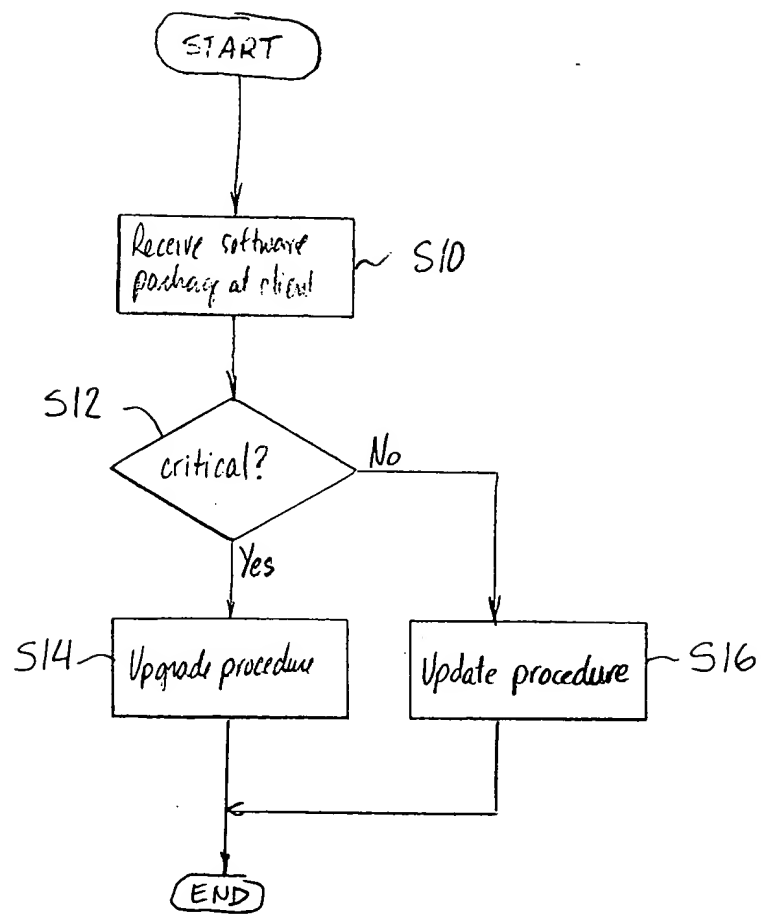 START
Receive software
package at client
S10
S12
critical?
No
Yes
S14
Upgrade procedure
Update procedure
S16
END